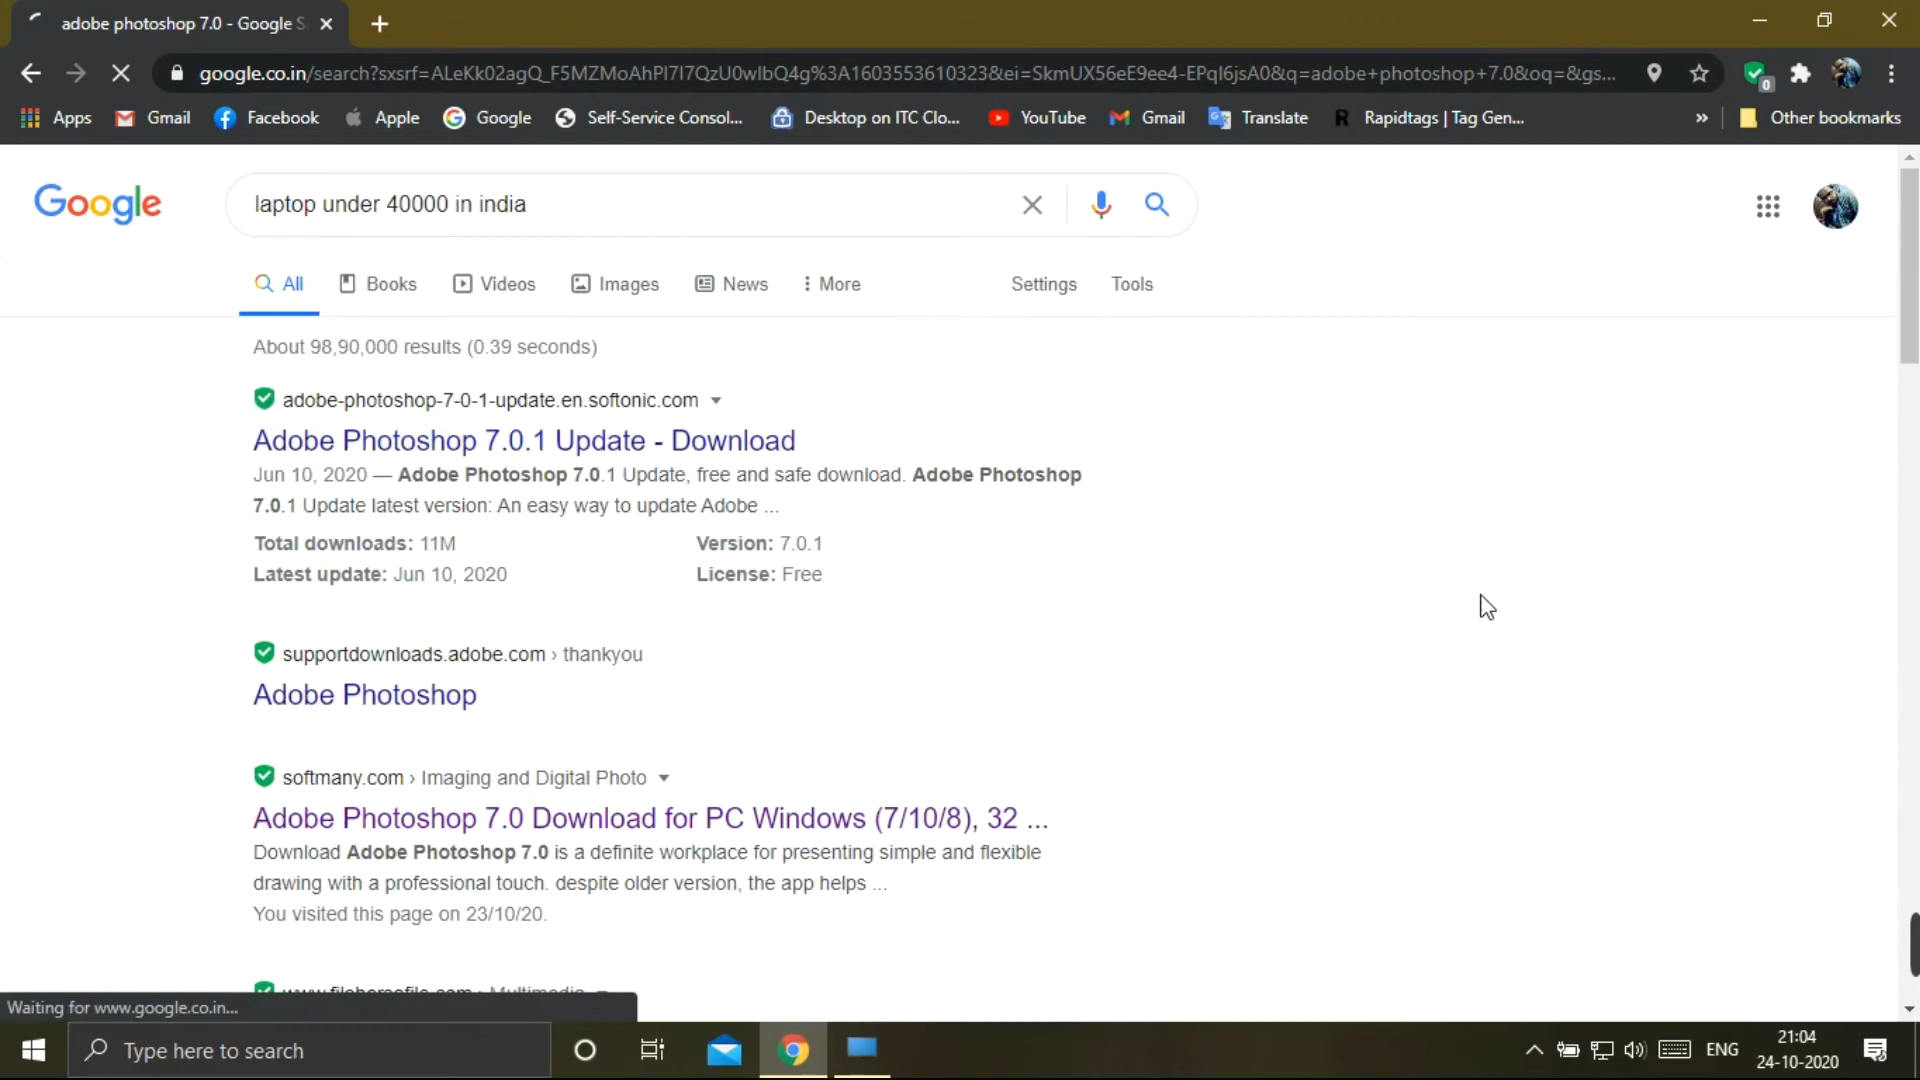 adobe photoshop 7.0 - Google S
google.co.in/search?sxsrf=ALeKk02agQ_F5MZMoAhPI7I7QzU0wIbQ4g%3A1603553610323&ei=SkmUX56eE9ee4-EPqI6jsA0&q=adobe+photoshop+7.0&oq=&gs...
0
Apps Gmail Facebook Apple Google Self-Service Consol... Desktop on ITC Clo... YouTube Gmail Translate Rapidtags | Tag Gen... » Other bookmarks
Google laptop under 40000 in india
All Books Videos Images News More Settings Tools
About 98,90,000 results (0.39 seconds)
adobe-photoshop-7-0-1-update.en.softonic.com
Adobe Photoshop 7.0.1 Update - Download
Jun 10, 2020 — Adobe Photoshop 7.0.1 Update, free and safe download. Adobe Photoshop
7.0.1 Update latest version: An easy way to update Adobe ...
Total downloads: 11M Version: 7.0.1
Latest update: Jun 10, 2020 License: Free
supportdownloads.adobe.com › thankyou
Adobe Photoshop
softmany.com › Imaging and Digital Photo
Adobe Photoshop 7.0 Download for PC Windows (7/10/8), 32 ...
Download Adobe Photoshop 7.0 is a definite workplace for presenting simple and flexible
drawing with a professional touch. despite older version, the app helps ...
You visited this page on 23/10/20.
Waiting for www.google.co.in...
Type here to search
ENG
21:04
24-10-2020